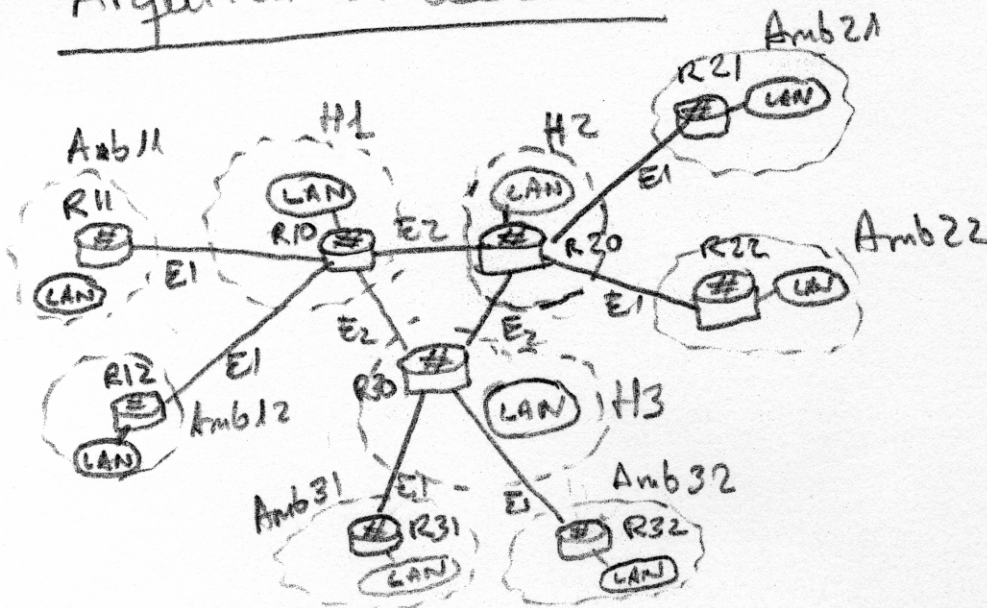 Amb21
R21
LAN
E1
H1
H2
Amb11
R11
LAN
E1
LAN
R10
E2
LAN
R20
Amb22
R22
LAN
E1
E2
E2
R12
E1
Amb12
LAN
R30
LAN
H3
Amb31
E1
R31
LAN
E1
Amb32
R32
LAN